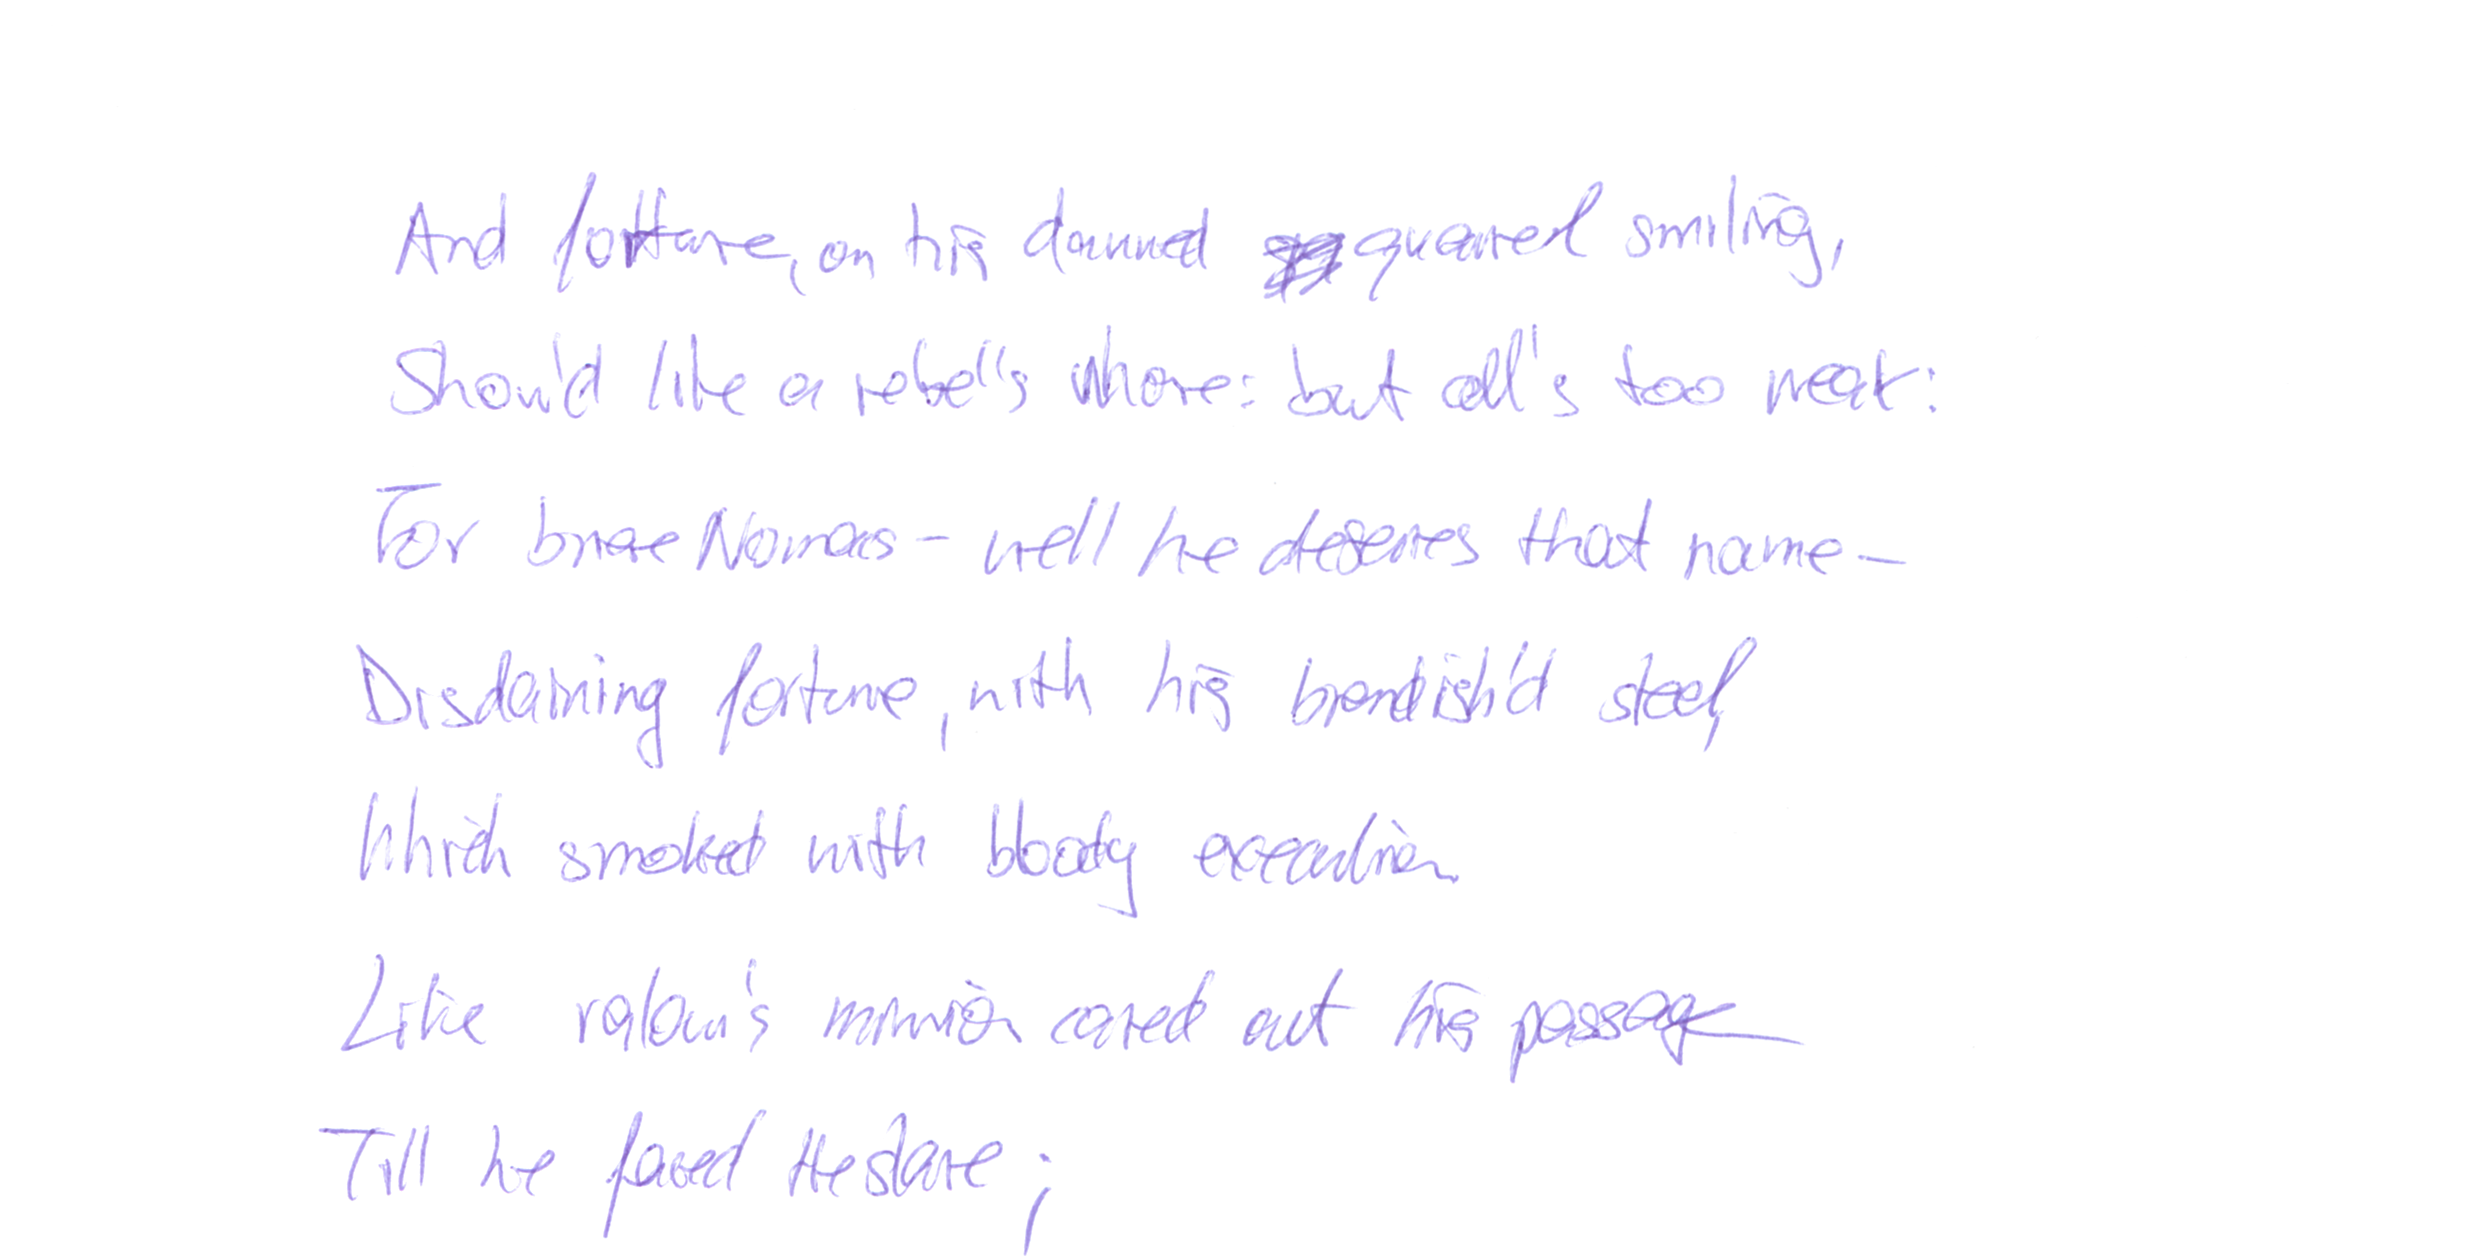 And fortune, on his damned quarrel smiling,
Show'd like a rebel's whore: but all's too weak:
For brave Nomacs - well he deserves that name -
Disdaining fortune, with his brandish'd steel,
Which smoked with bloody execution,
Like valour's minion carved out his passage
Till he faced the slave;